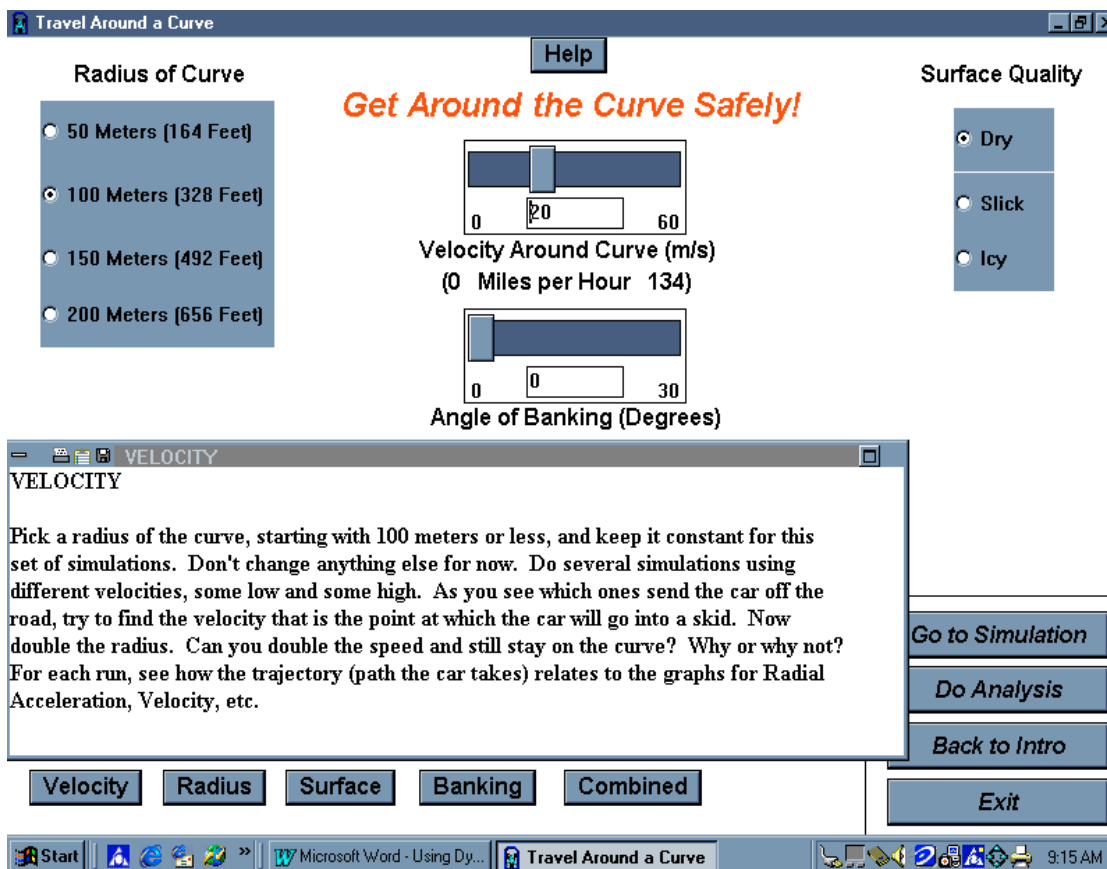 Travel Around a Curve
Help
Radius of Curve
Surface Quality
Get Around the Curve Safely!
50 Meters (164 Feet)
100 Meters (328 Feet)
150 Meters (492 Feet)
200 Meters (656 Feet)
Dry
Slick
Icy
0 20 60
Velocity Around Curve (m/s)
(0 Miles per Hour 134)
0 0 30
Angle of Banking (Degrees)
VELOCITY
VELOCITY
Pick a radius of the curve, starting with 100 meters or less, and keep it constant for this
set of simulations. Don't change anything else for now. Do several simulations using
different velocities, some low and some high. As you see which ones send the car off the
road, try to find the velocity that is the point at which the car will go into a skid. Now
double the radius. Can you double the speed and still stay on the curve? Why or why not?
For each run, see how the trajectory (path the car takes) relates to the graphs for Radial
Acceleration, Velocity, etc.
Go to Simulation
Do Analysis
Back to Intro
Exit
Velocity Radius Surface Banking Combined
Start » Microsoft Word - Using Dy... Travel Around a Curve 9:15 AM